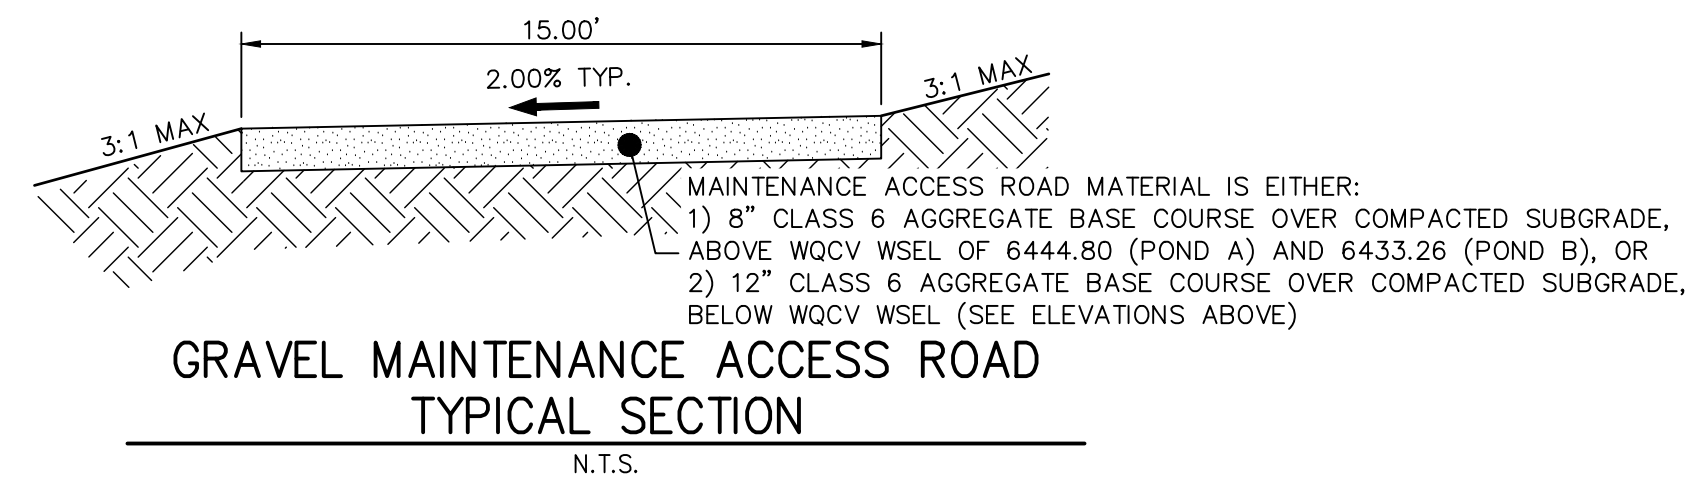 15.00'
2.00% TYP.
3:1 MAX
3:1 MAX
MAINTENANCE ACCESS ROAD MATERIAL IS EITHER:
1) 8" CLASS 6 AGGREGATE BASE COURSE OVER COMPACTED SUBGRADE,
ABOVE WQCV WSEL OF 6444.80 (POND A) AND 6433.26 (POND B), OR
2) 12" CLASS 6 AGGREGATE BASE COURSE OVER COMPACTED SUBGRADE,
BELOW WQCV WSEL (SEE ELEVATIONS ABOVE)
GRAVEL MAINTENANCE ACCESS ROAD
TYPICAL SECTION
N.T.S.